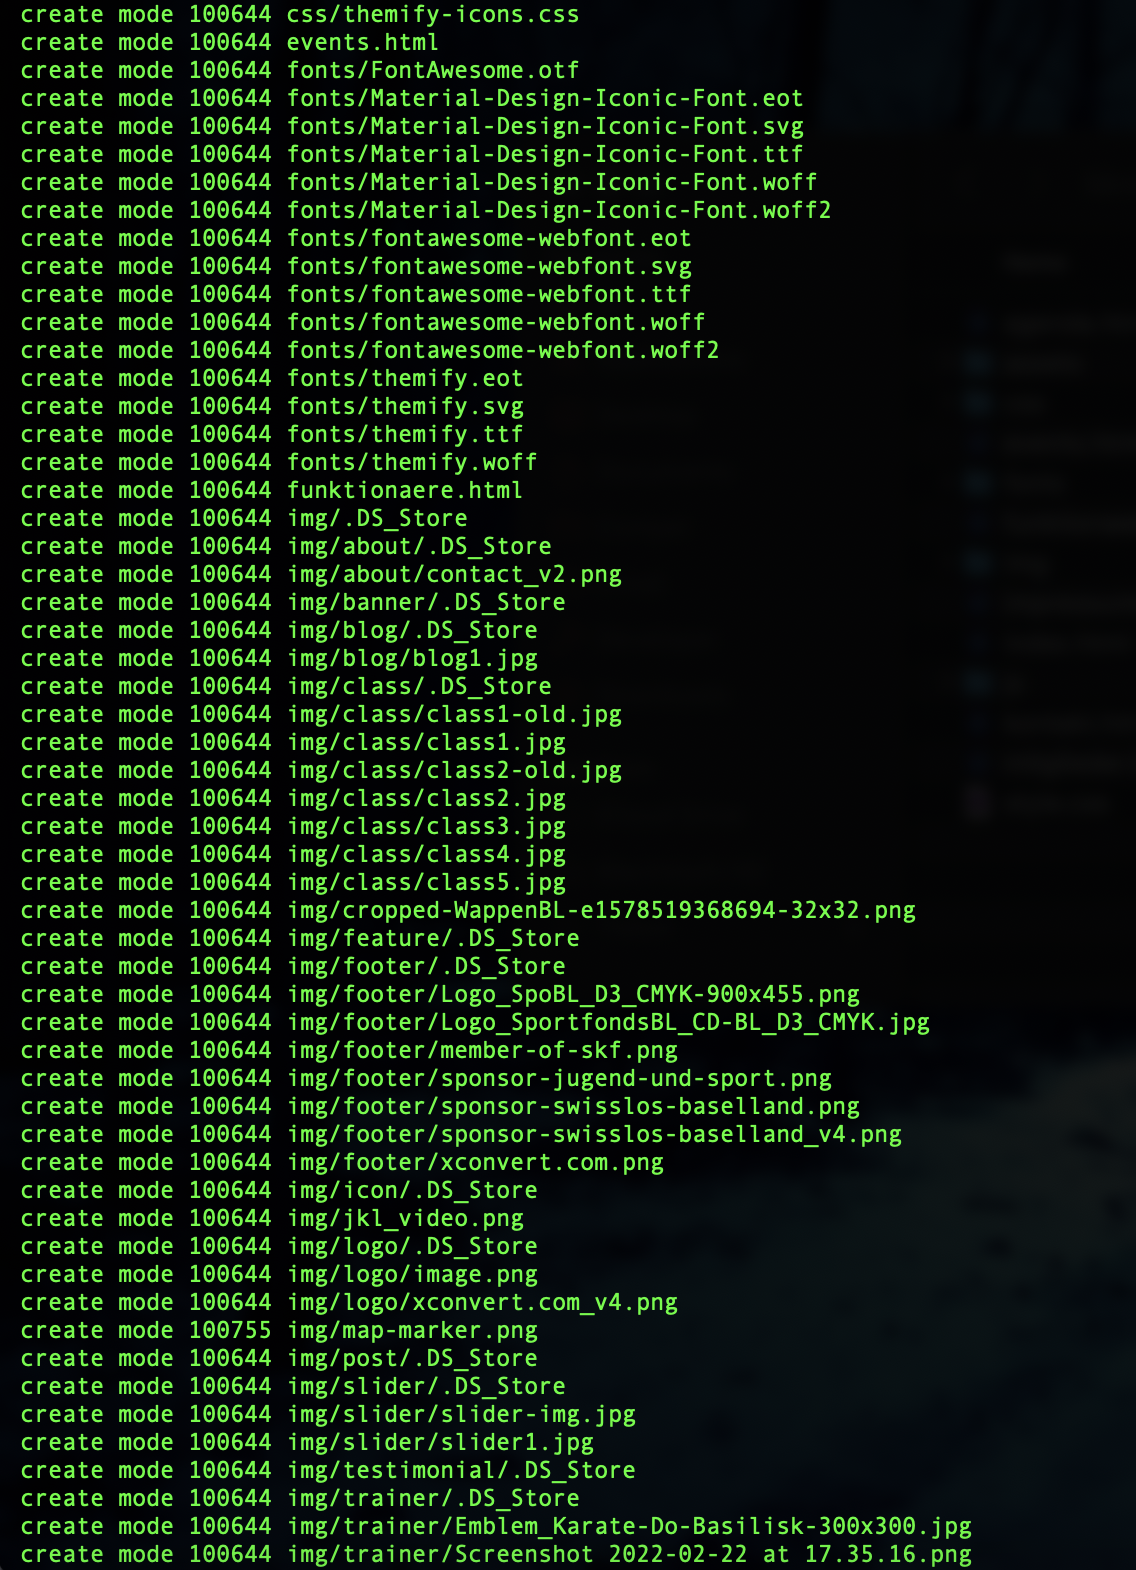 create mode 100644 css/themify-icons.css
create mode 100644 events.html
create mode 100644 fonts/FontAwesome.otf
create mode 100644 fonts/Material-Design-Iconic-Font.eot
create mode 100644 fonts/Material-Design-Iconic-Font.svg
create mode 100644 fonts/Material-Design-Iconic-Font.ttf
create mode 100644 fonts/Material-Design-Iconic-Font.woff
create mode 100644 fonts/Material-Design-Iconic-Font.woff2
create mode 100644 fonts/fontawesome-webfont.eot
create mode 100644 fonts/fontawesome-webfont.svg
create mode 100644 fonts/fontawesome-webfont.ttf
create mode 100644 fonts/fontawesome-webfont.woff
create mode 100644 fonts/fontawesome-webfont.woff2
create mode 100644 fonts/themify.eot
create mode 100644 fonts/themify.svg
create mode 100644 fonts/themify.ttf
create mode 100644 fonts/themify.woff
create mode 100644 funktionaere.html
create mode 100644 img/.DS_Store
create mode 100644 img/about/.DS_Store
create mode 100644 img/about/contact_v2.png
create mode 100644 img/banner/.DS_Store
create mode 100644 img/blog/.DS_Store
create mode 100644 img/blog/blog1.jpg
create mode 100644 img/class/.DS_Store
create mode 100644 img/class/class1-old.jpg
create mode 100644 img/class/class1.jpg
create mode 100644 img/class/class2-old.jpg
create mode 100644 img/class/class2.jpg
create mode 100644 img/class/class3.jpg
create mode 100644 img/class/class4.jpg
create mode 100644 img/class/class5.jpg
create mode 100644 img/cropped-WappenBL-e1578519368694-32x32.png
create mode 100644 img/feature/.DS_Store
create mode 100644 img/footer/.DS_Store
create mode 100644 img/footer/Logo_SpoBL_D3_CMYK-900x455.png
create mode 100644 img/footer/Logo_SportfondsBL_CD-BL_D3_CMYK.jpg
create mode 100644 img/footer/member-of-skf.png
create mode 100644 img/footer/sponsor-jugend-und-sport.png
create mode 100644 img/footer/sponsor-swisslos-baselland.png
create mode 100644 img/footer/sponsor-swisslos-baselland_v4.png
create mode 100644 img/footer/xconvert.com.png
create mode 100644 img/icon/.DS_Store
create mode 100644 img/jkl_video.png
create mode 100644 img/logo/.DS_Store
create mode 100644 img/logo/image.png
create mode 100644 img/logo/xconvert.com_v4.png
create mode 100755 img/map-marker.png
create mode 100644 img/post/.DS_Store
create mode 100644 img/slider/.DS_Store
create mode 100644 img/slider/slider-img.jpg
create mode 100644 img/slider/slider1.jpg
create mode 100644 img/testimonial/.DS_Store
create mode 100644 img/trainer/.DS_Store
create mode 100644 img/trainer/Emblem_Karate-Do-Basilisk-300x300.jpg
create mode 100644 img/trainer/Screenshot 2022-02-22 at 17.35.16.png